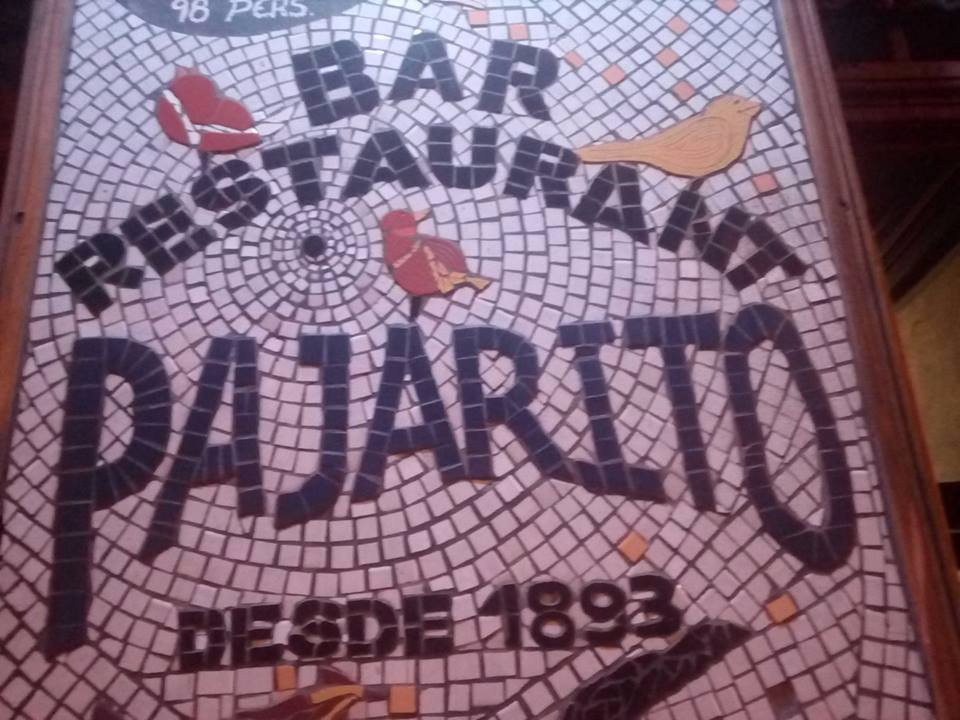 98 PERS.
BAR
RESTAURANT
PAJARITO
DESDE 1893